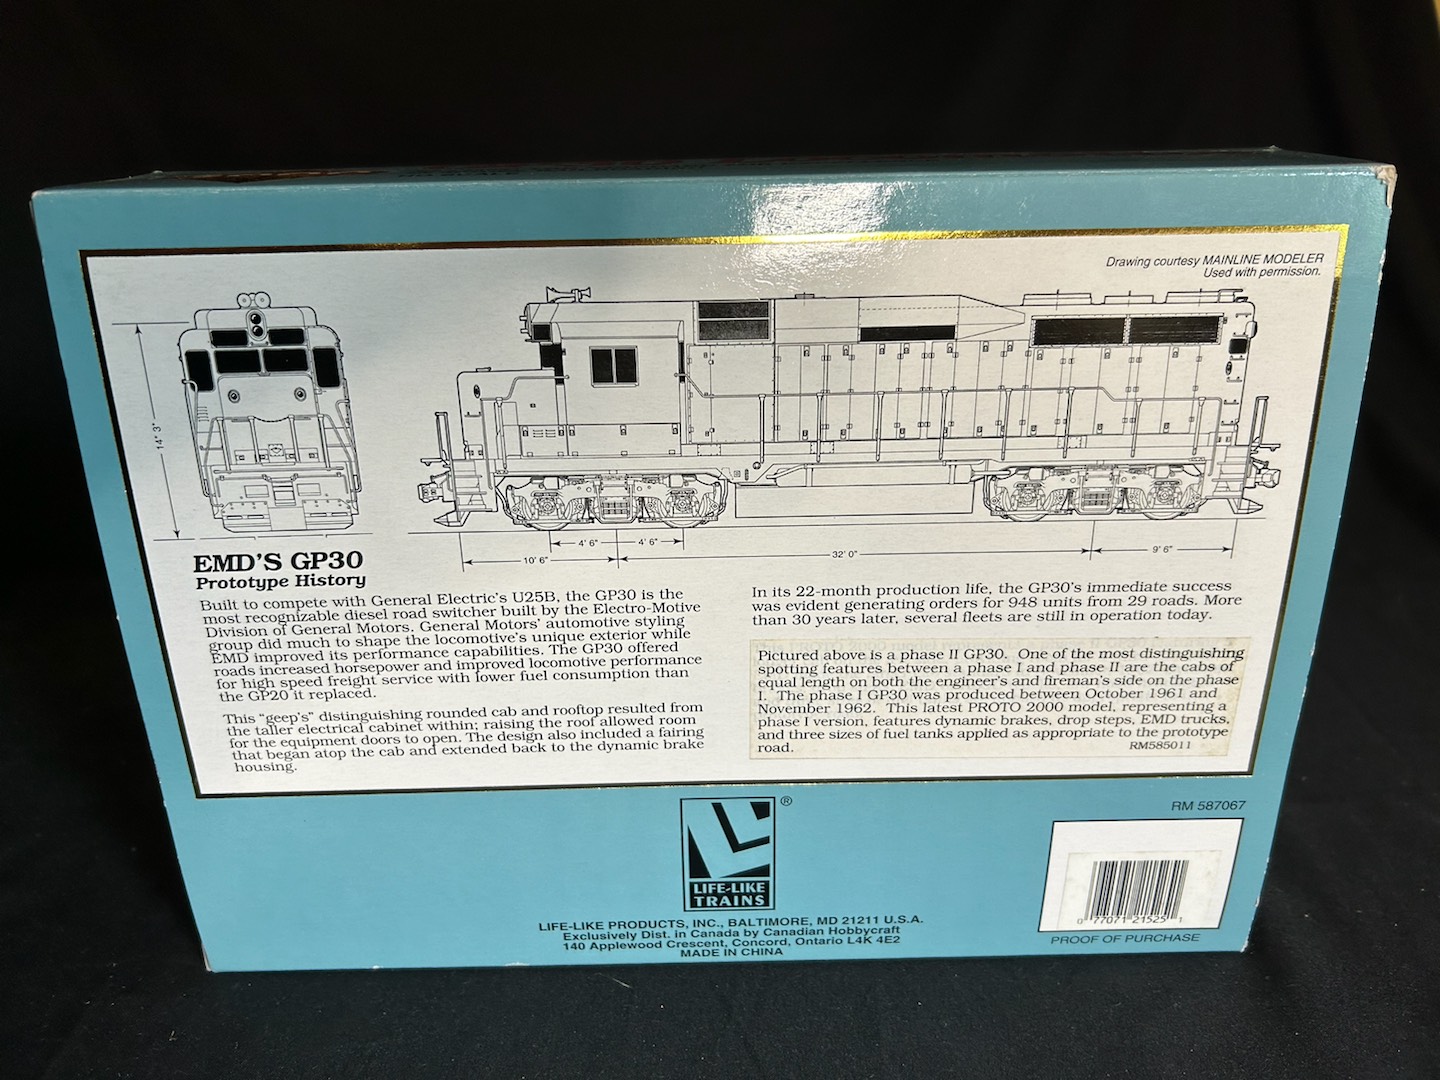 Drawing courtesy MAINLINE MODELER
Used with permission.
14' 3"
4' 6"
4' 6"
10' 6"
32' 0"
9' 6"
EMD'S GP30
Prototype History
Built to compete with General Electric's U25B, the GP30 is the
most recognizable diesel road switcher built by the Electro-Motive
Division of General Motors. General Motors' automotive styling
group did much to shape the locomotive's unique exterior while
EMD improved its performance capabilities. The GP30 offered
roads increased horsepower and improved locomotive performance
for high speed freight service with lower fuel consumption than
the GP20 it replaced.
This "geep's" distinguishing rounded cab and rooftop resulted from
the taller electrical cabinet within; raising the roof allowed room
for the equipment doors to open. The design also included a fairing
that began atop the cab and extended back to the dynamic brake
housing.
In its 22-month production life, the GP30's immediate success
was evident generating orders for 948 units from 29 roads. More
than 30 years later, several fleets are still in operation today.
Pictured above is a phase II GP30. One of the most distinguishing
spotting features between a phase I and phase II are the cabs of
equal length on both the engineer's and fireman's side on the phase
I. The phase I GP30 was produced between October 1961 and
November 1962. This latest PROTO 2000 model, representing a
phase I version, features dynamic brakes, drop steps, EMD trucks,
and three sizes of fuel tanks applied as appropriate to the prototype
road.
RM585011
RM 587067
®
LIFE-LIKE
TRAINS
LIFE-LIKE PRODUCTS, INC., BALTIMORE, MD 21211 U.S.A.
Exclusively Dist. in Canada by Canadian Hobbycraft
140 Applewood Crescent, Concord, Ontario L4K 4E2
MADE IN CHINA
0 77071 21525 1
PROOF OF PURCHASE